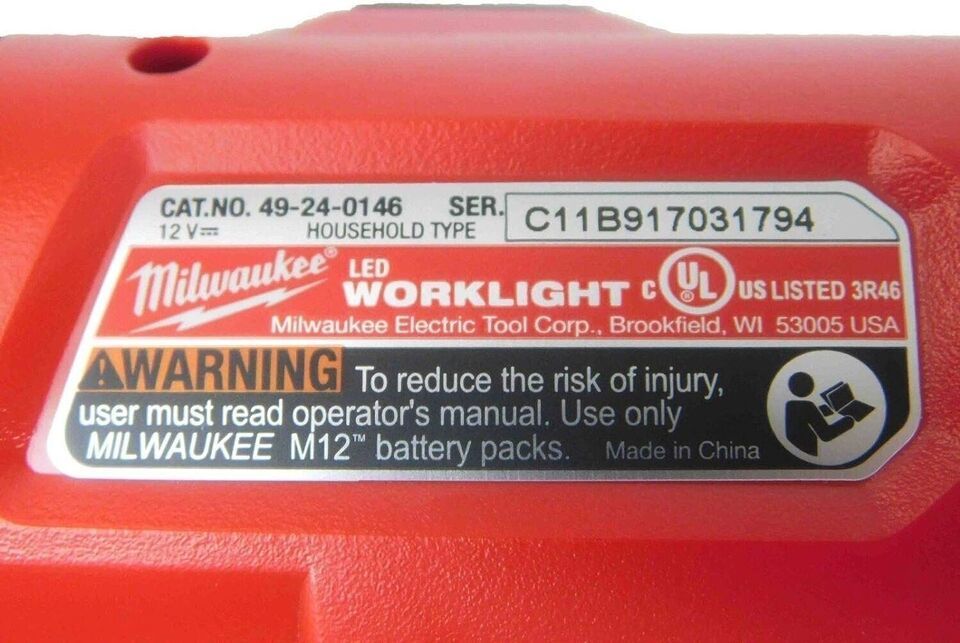 CAT.NO. 49-24-0146 SER. C11B917031794
12 V⎓ HOUSEHOLD TYPE
Milwaukee® LED
WORKLIGHT C UL® US LISTED 3R46
Milwaukee Electric Tool Corp., Brookfield, WI 53005 USA
⚠WARNING To reduce the risk of injury,
user must read operator's manual. Use only
MILWAUKEE M12™ battery packs. Made in China